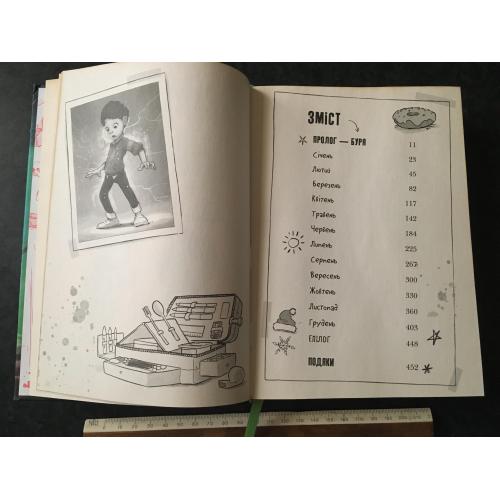 ЗМІСТ
ПРОЛОГ — БУРЯ 11
Січень 23
Лютий 45
Березень 82
Квітень 117
Травень 142
Червень 184
Липень 225
Серпень 267
Вересень 300
Жовтень 330
Листопад 360
Грудень 403
ЕПІЛОГ 448
ПОДЯКИ 452